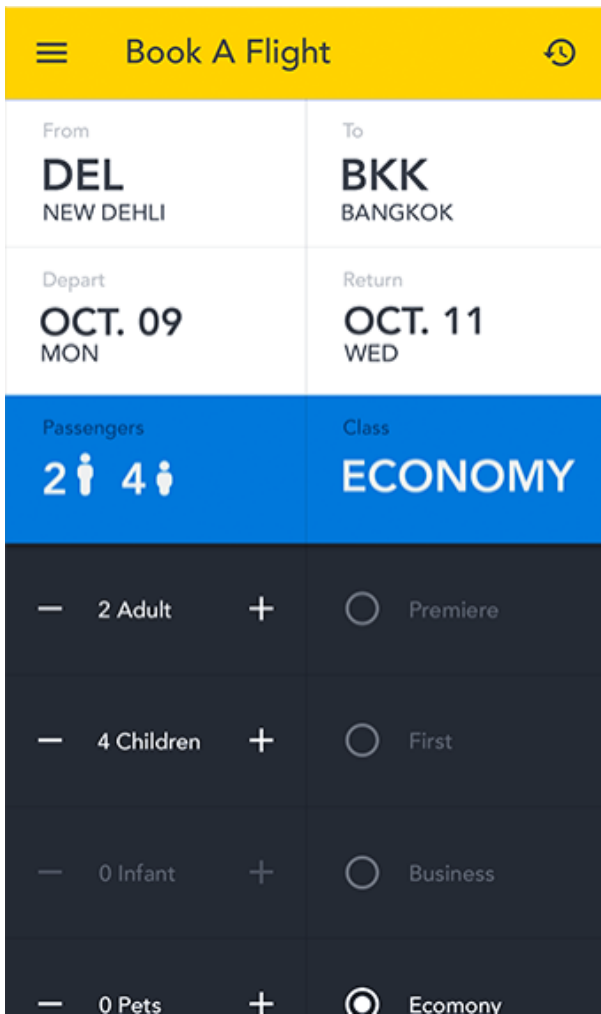 Book A Flight
From
DEL
NEW DEHLI
To
BKK
BANGKOK
Depart
OCT. 09
MON
Return
OCT. 11
WED
Passengers
2 4
Class
ECONOMY
2 Adult
Premiere
4 Children
First
0 Infant
Business
0 Pets
Ecomony